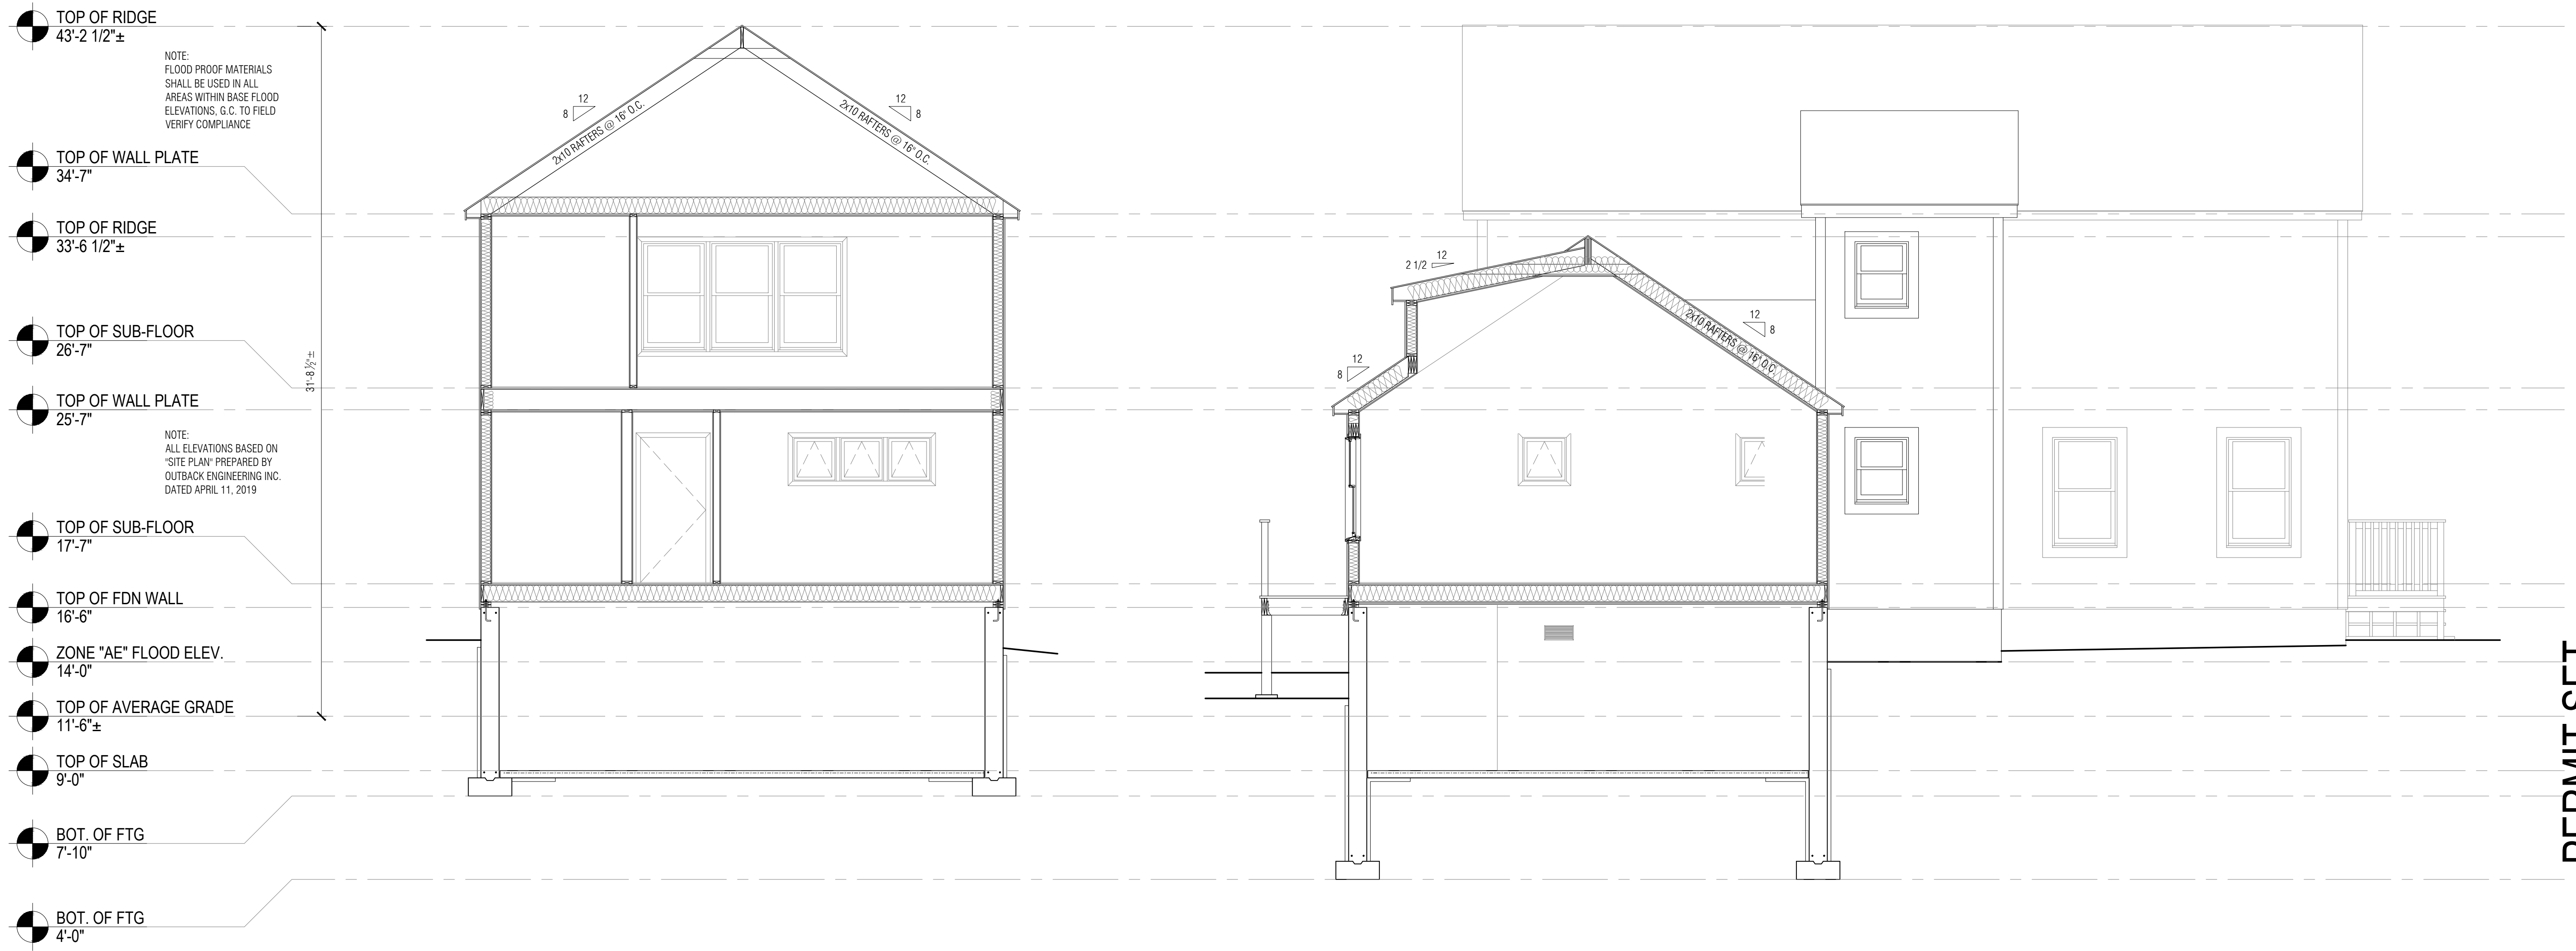 TOP OF RIDGE
43'-2 1/2"±
NOTE:
FLOOD PROOF MATERIALS
SHALL BE USED IN ALL
AREAS WITHIN BASE FLOOD
ELEVATIONS, G.C. TO FIELD
VERIFY COMPLIANCE
TOP OF WALL PLATE
34'-7"
TOP OF RIDGE
33'-6 1/2"±
TOP OF SUB-FLOOR
26'-7"
31'-8 1/2"±
TOP OF WALL PLATE
25'-7"
NOTE:
ALL ELEVATIONS BASED ON
"SITE PLAN" PREPARED BY
OUTBACK ENGINEERING INC.
DATED APRIL 11, 2019
TOP OF SUB-FLOOR
17'-7"
TOP OF FDN WALL
16'-6"
ZONE "AE" FLOOD ELEV.
14'-0"
TOP OF AVERAGE GRADE
11'-6"±
TOP OF SLAB
9'-0"
BOT. OF FTG
7'-10"
BOT. OF FTG
4'-0"
12
8
2x10 RAFTERS @ 16" O.C.
12
8
2x10 RAFTERS @ 16" O.C.
12
2 1/2
12
8
12
8
2x10 RAFTERS @ 16" O.C.
PERMIT SET